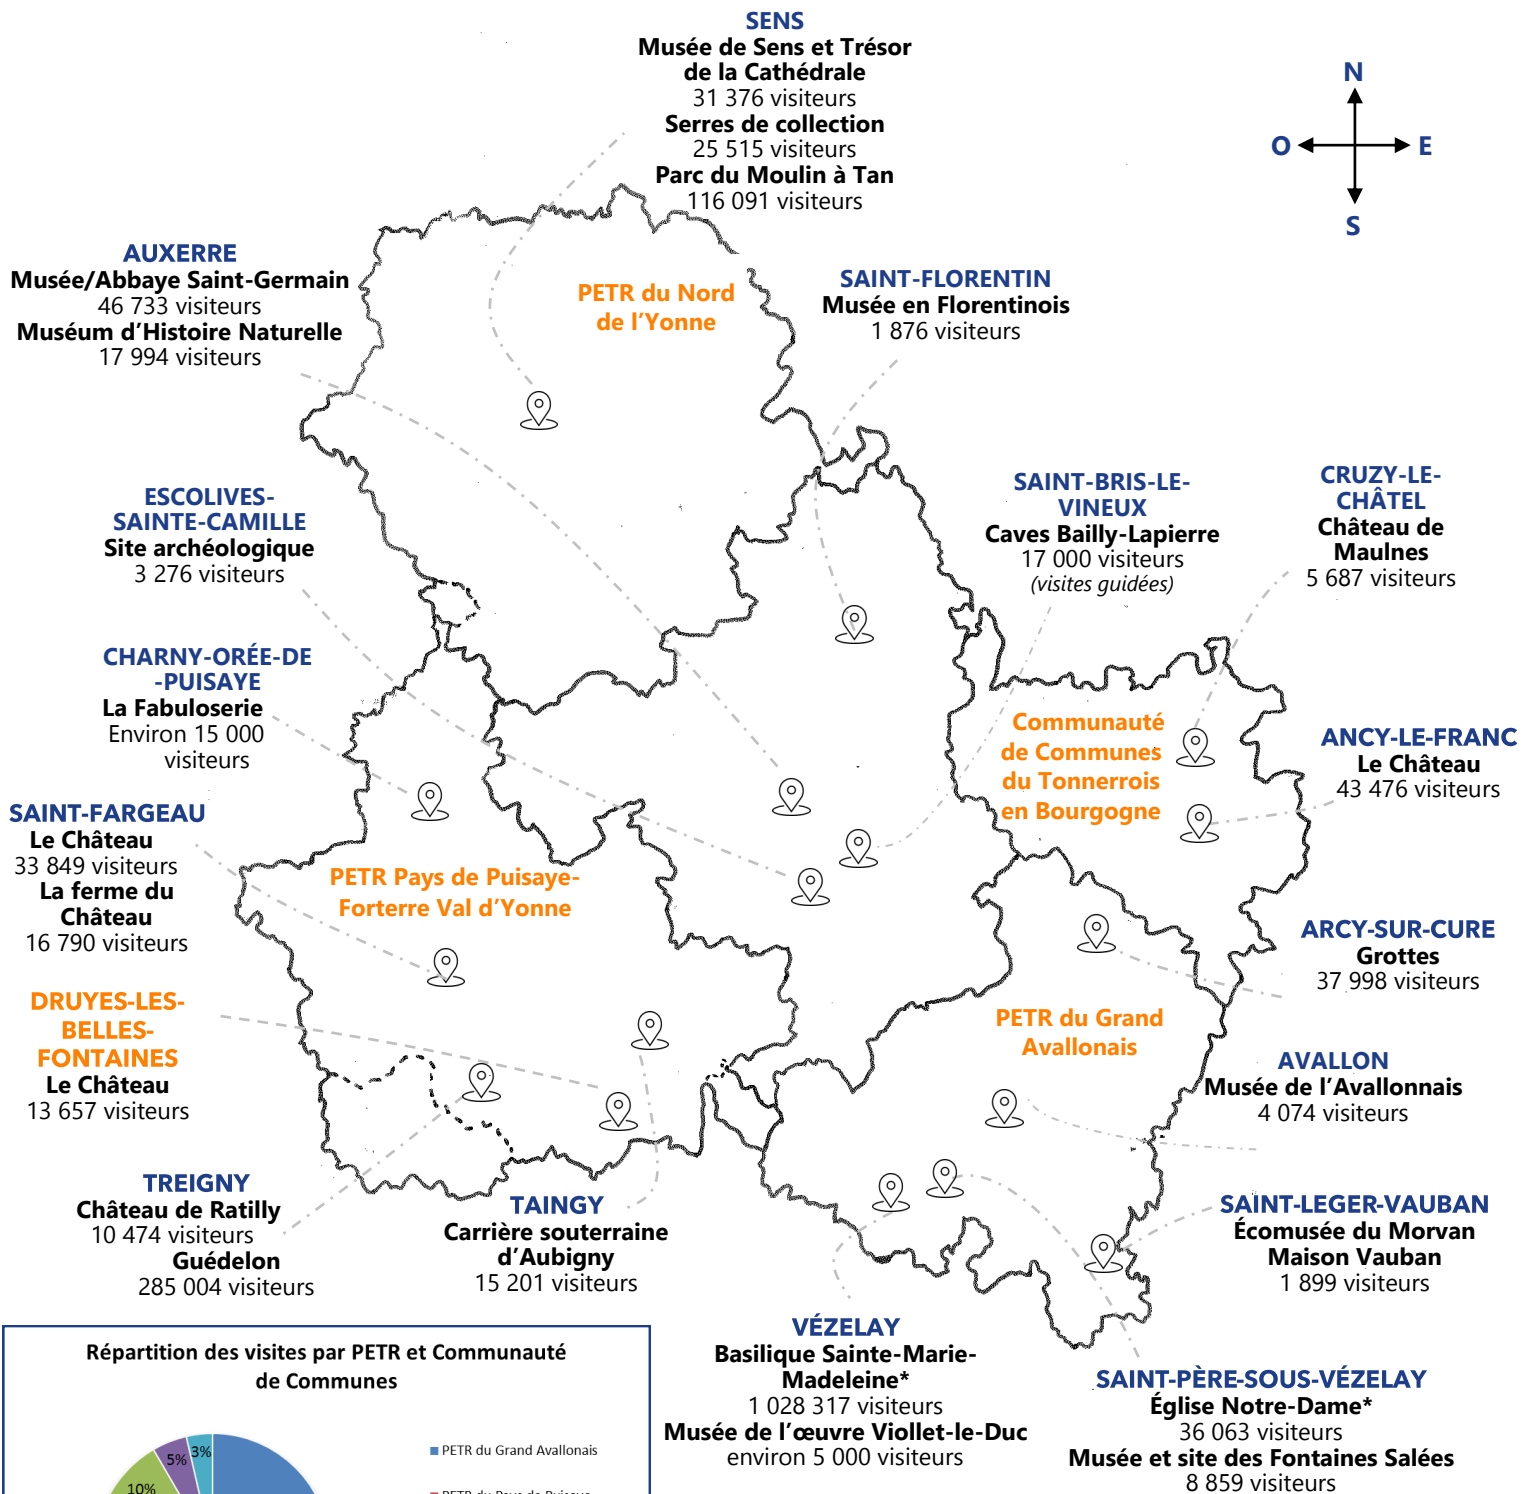 SENS
Musée de Sens et Trésor
de la Cathédrale
31 376 visiteurs
Serres de collection
25 515 visiteurs
Parc du Moulin à Tan
116 091 visiteurs
N
O
E
S
AUXERRE
Musée/Abbaye Saint-Germain
46 733 visiteurs
Muséum d'Histoire Naturelle
17 994 visiteurs
PETR du Nord
de l'Yonne
SAINT-FLORENTIN
Musée en Florentinois
1 876 visiteurs
ESCOLIVES-
SAINTE-CAMILLE
Site archéologique
3 276 visiteurs
SAINT-BRIS-LE-
VINEUX
Caves Bailly-Lapierre
17 000 visiteurs
(visites guidées)
CRUZY-LE-
CHÂTEL
Château de
Maulnes
5 687 visiteurs
CHARNY-ORÉE-DE
-PUISAYE
La Fabuloserie
Environ 15 000
visiteurs
Communauté
de Communes
du Tonnerrois
en Bourgogne
ANCY-LE-FRANC
Le Château
43 476 visiteurs
SAINT-FARGEAU
Le Château
33 849 visiteurs
La ferme du
Château
16 790 visiteurs
PETR Pays de Puisaye-
Forterre Val d'Yonne
ARCY-SUR-CURE
Grottes
37 998 visiteurs
DRUYES-LES-
BELLES-
FONTAINES
Le Château
13 657 visiteurs
PETR du Grand
Avallonais
AVALLON
Musée de l'Avallonnais
4 074 visiteurs
TREIGNY
Château de Ratilly
10 474 visiteurs
Guédelon
285 004 visiteurs
TAINGY
Carrière souterraine
d'Aubigny
15 201 visiteurs
SAINT-LEGER-VAUBAN
Écomusée du Morvan
Maison Vauban
1 899 visiteurs
VÉZELAY
Basilique Sainte-Marie-
Madeleine*
1 028 317 visiteurs
Musée de l'œuvre Viollet-le-Duc
environ 5 000 visiteurs
SAINT-PÈRE-SOUS-VÉZELAY
Église Notre-Dame*
36 063 visiteurs
Musée et site des Fontaines Salées
8 859 visiteurs
Répartition des visites par PETR et Communauté
de Communes
3%
5%
10%
PETR du Grand Avallonais
PETR du Pays de Puisaye